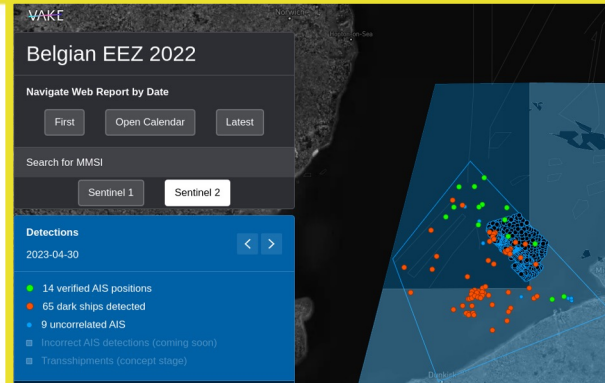 VAKE
Norwich
Belgian EEZ 2022
Navigate Web Report by Date
First
Open Calendar
Latest
Search for MMSI
Sentinel 1
Sentinel 2
Detections
2023-04-30
< >
14 verified AIS positions
65 dark ships detected
9 uncorrelated AIS
Incorrect AIS detections (coming soon)
Transshipments (concept stage)
Dunkirk